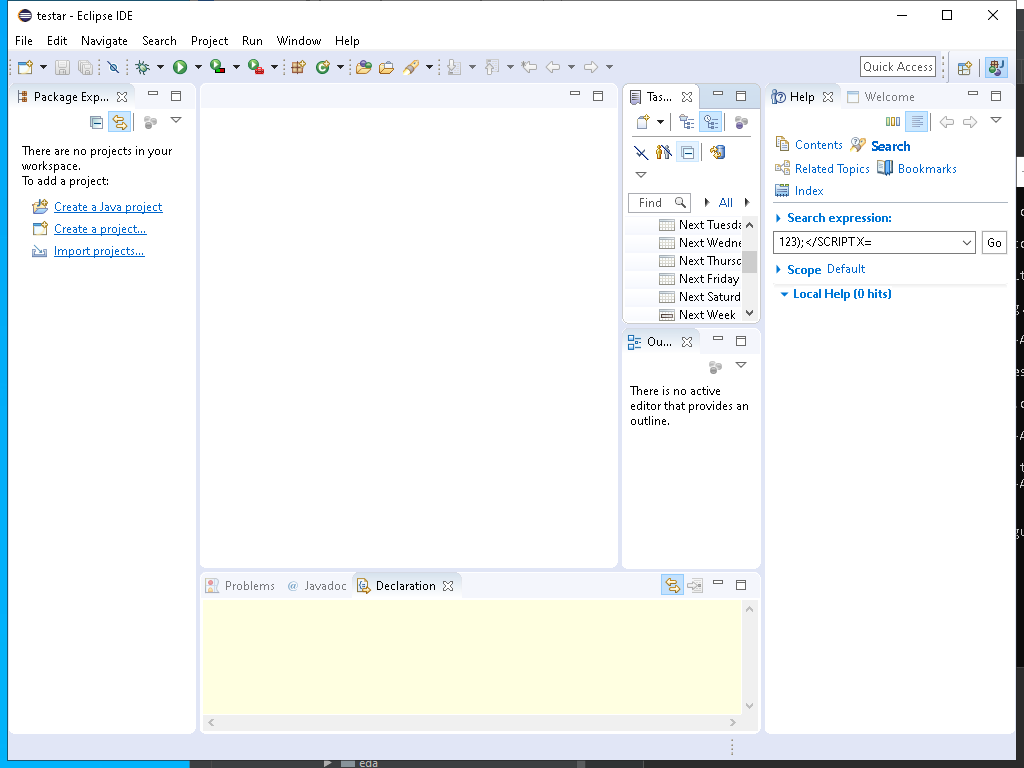 testar - Eclipse IDE
File Edit Navigate Search Project Run Window Help
Quick Access
Package Exp...
There are no projects in your
workspace.
To add a project:
Create a Java project
Create a project...
Import projects...
Tas...
Find
All
Next Tuesda
Next Wedne
Next Thursd
Next Friday
Next Saturd
Next Week
Ou...
There is no active
editor that provides an
outline.
Help Welcome
Contents Search
Related Topics Bookmarks
Index
Search expression:
123);</SCRIPT X=
Go
Scope Default
Local Help (0 hits)
Problems @ Javadoc Declaration
eda